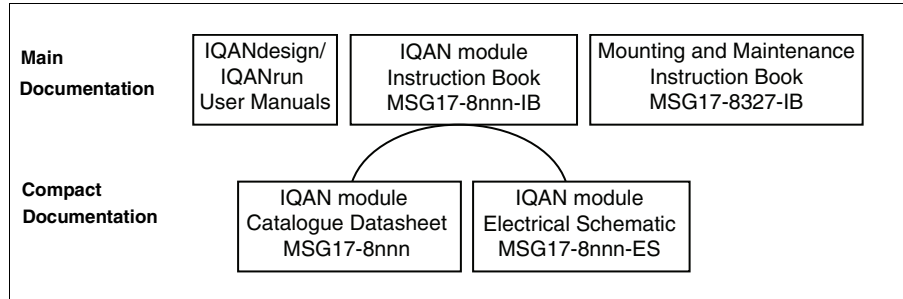 Main
Documentation
IQANdesign/
IQANrun
User Manuals
IQAN module
Instruction Book
MSG17-8nnn-IB
Mounting and Maintenance
Instruction Book
MSG17-8327-IB
Compact
Documentation
IQAN module
Catalogue Datasheet
MSG17-8nnn
IQAN module
Electrical Schematic
MSG17-8nnn-ES